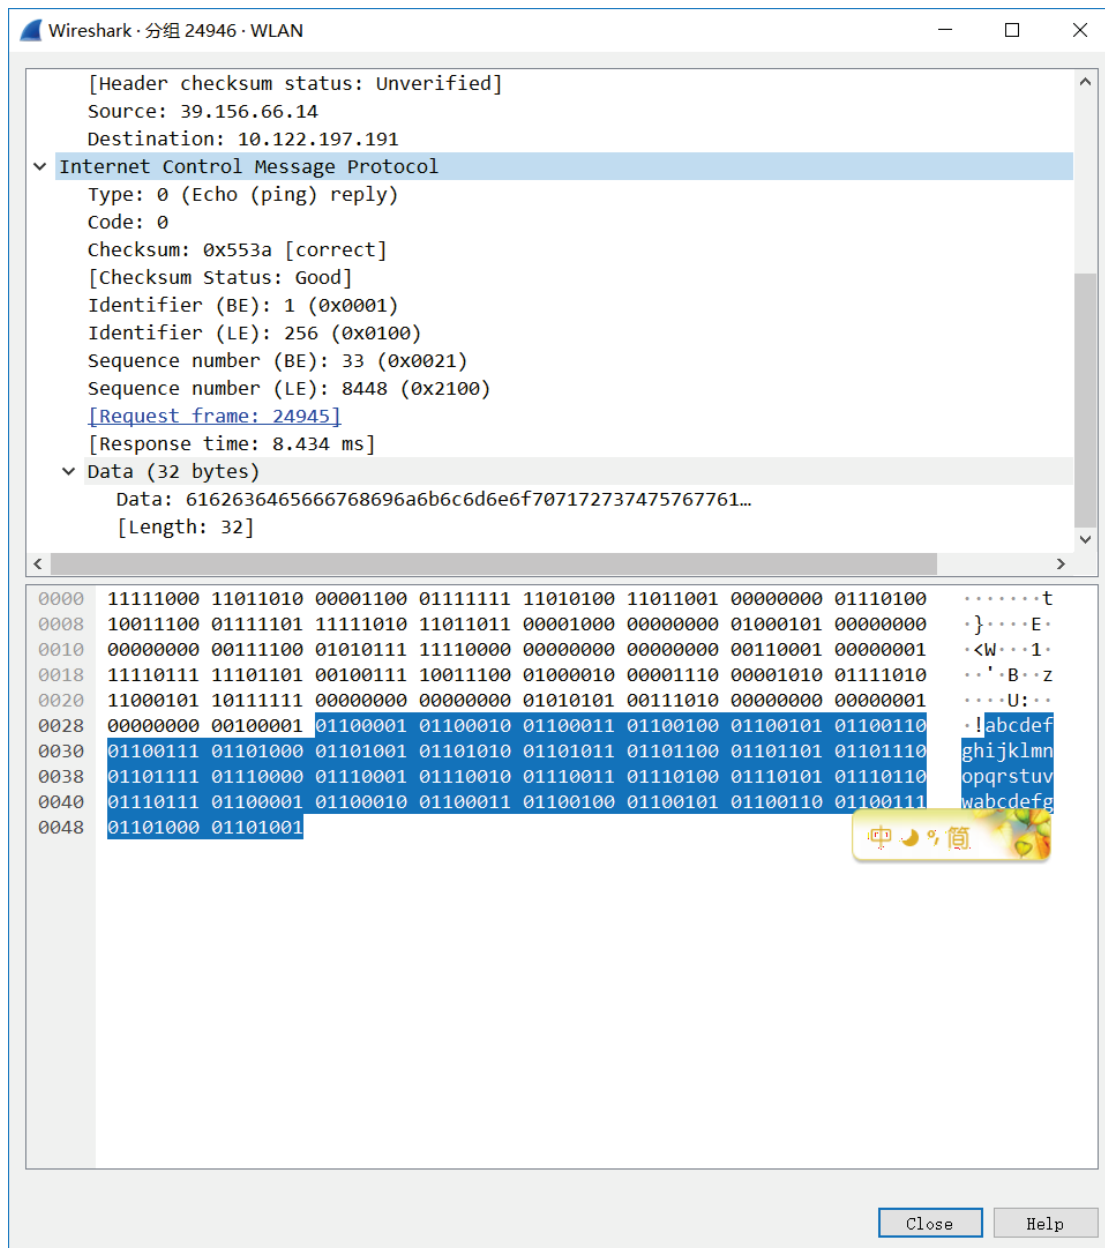 Wireshark · 分组 24946 · WLAN
[Header checksum status: Unverified]
Source: 39.156.66.14
Destination: 10.122.197.191
Internet Control Message Protocol
Type: 0 (Echo (ping) reply)
Code: 0
Checksum: 0x553a [correct]
[Checksum Status: Good]
Identifier (BE): 1 (0x0001)
Identifier (LE): 256 (0x0100)
Sequence number (BE): 33 (0x0021)
Sequence number (LE): 8448 (0x2100)
[Request frame: 24945]
[Response time: 8.434 ms]
Data (32 bytes)
Data: 6162636465666768696a6b6c6d6e6f707172737475767761…
[Length: 32]
0000 11111000 11011010 00001100 01111111 11010100 11011001 00000000 01110100 ·······t
0008 10011100 01111101 11111010 11011011 00001000 00000000 01000101 00000000 ·}····E·
0010 00000000 00111100 01010111 11110000 00000000 00000000 00110001 00000001 ·<W···1·
0018 11110111 11101101 00100111 10011100 01000010 00001110 00001010 01111010 ··'·B··z
0020 11000101 10111111 00000000 00000000 01010101 00111010 00000000 00000001 ····U:··
0028 00000000 00100001 01100001 01100010 01100011 01100100 01100101 01100110 ·!abcdef
0030 01100111 01101000 01101001 01101010 01101011 01101100 01101101 01101110 ghijklmn
0038 01101111 01110000 01110001 01110010 01110011 01110100 01110101 01110110 opqrstuv
0040 01110111 01100001 01100010 01100011 01100100 01100101 01100110 01100111 wabcdefg
0048 01101000 01101001
中 简
Close Help